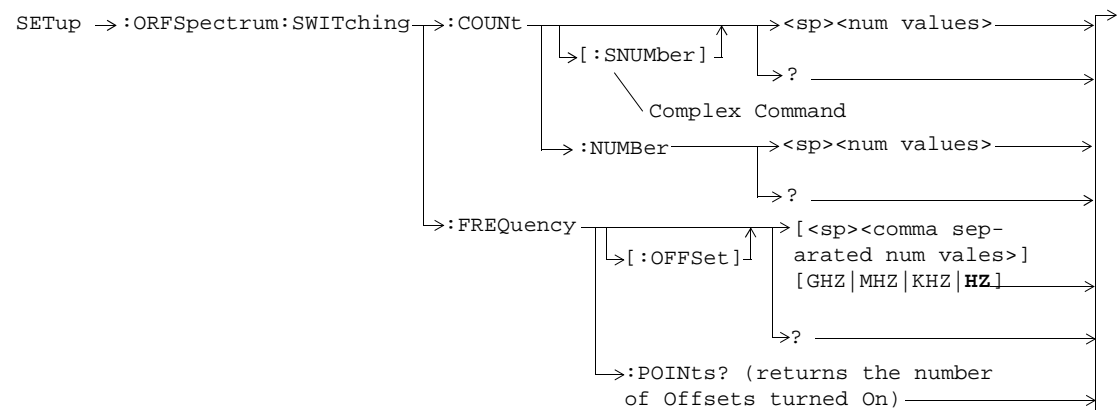 SETup :ORFSpectrum:SWITching :COUNt <sp><num values>
[:SNUMber]
?
Complex Command
:NUMBer <sp><num values>
?
:FREQuency [<sp><comma sep-
[:OFFSet] arated num vales>]
[GHZ|MHZ|KHZ|HZ]
?
:POINts? (returns the number
of Offsets turned On)